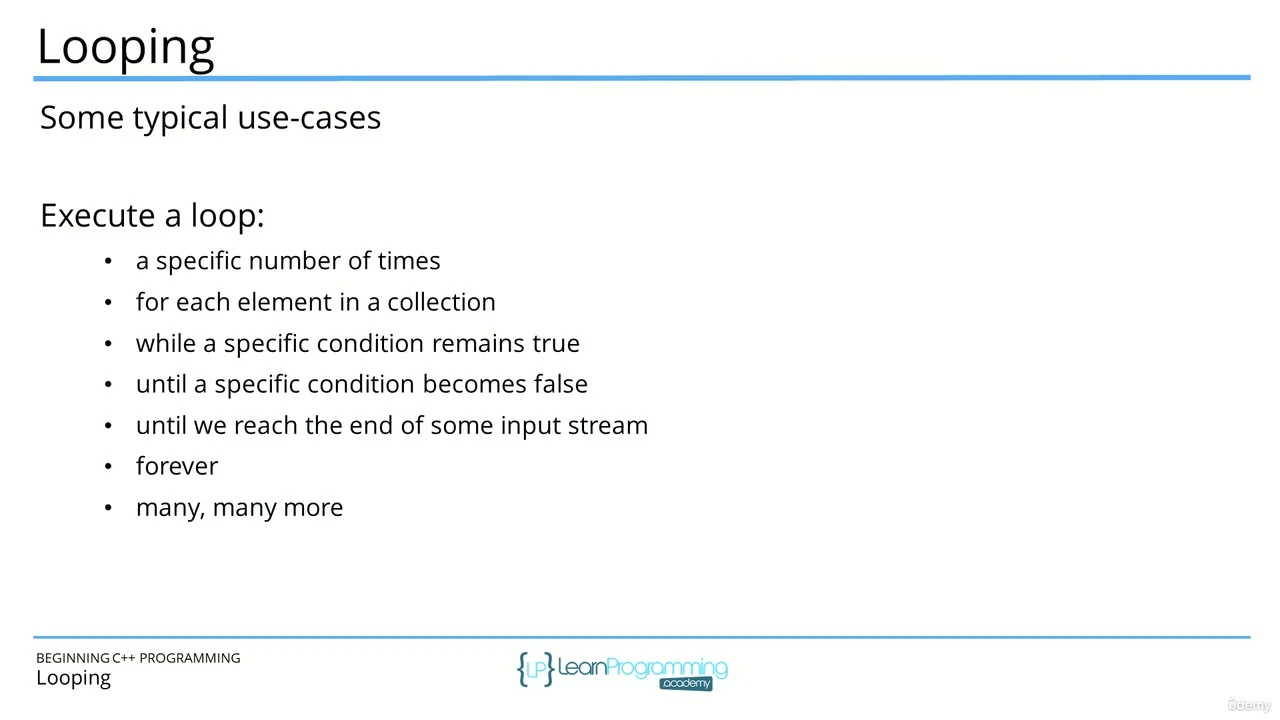 Looping
Some typical use-cases
Execute a loop:
• a specific number of times
• for each element in a collection
• while a specific condition remains true
• until a specific condition becomes false
• until we reach the end of some input stream
• forever
• many, many more
BEGINNING C++ PROGRAMMING
Looping
{LP} LearnProgramming
academy
ûdemy